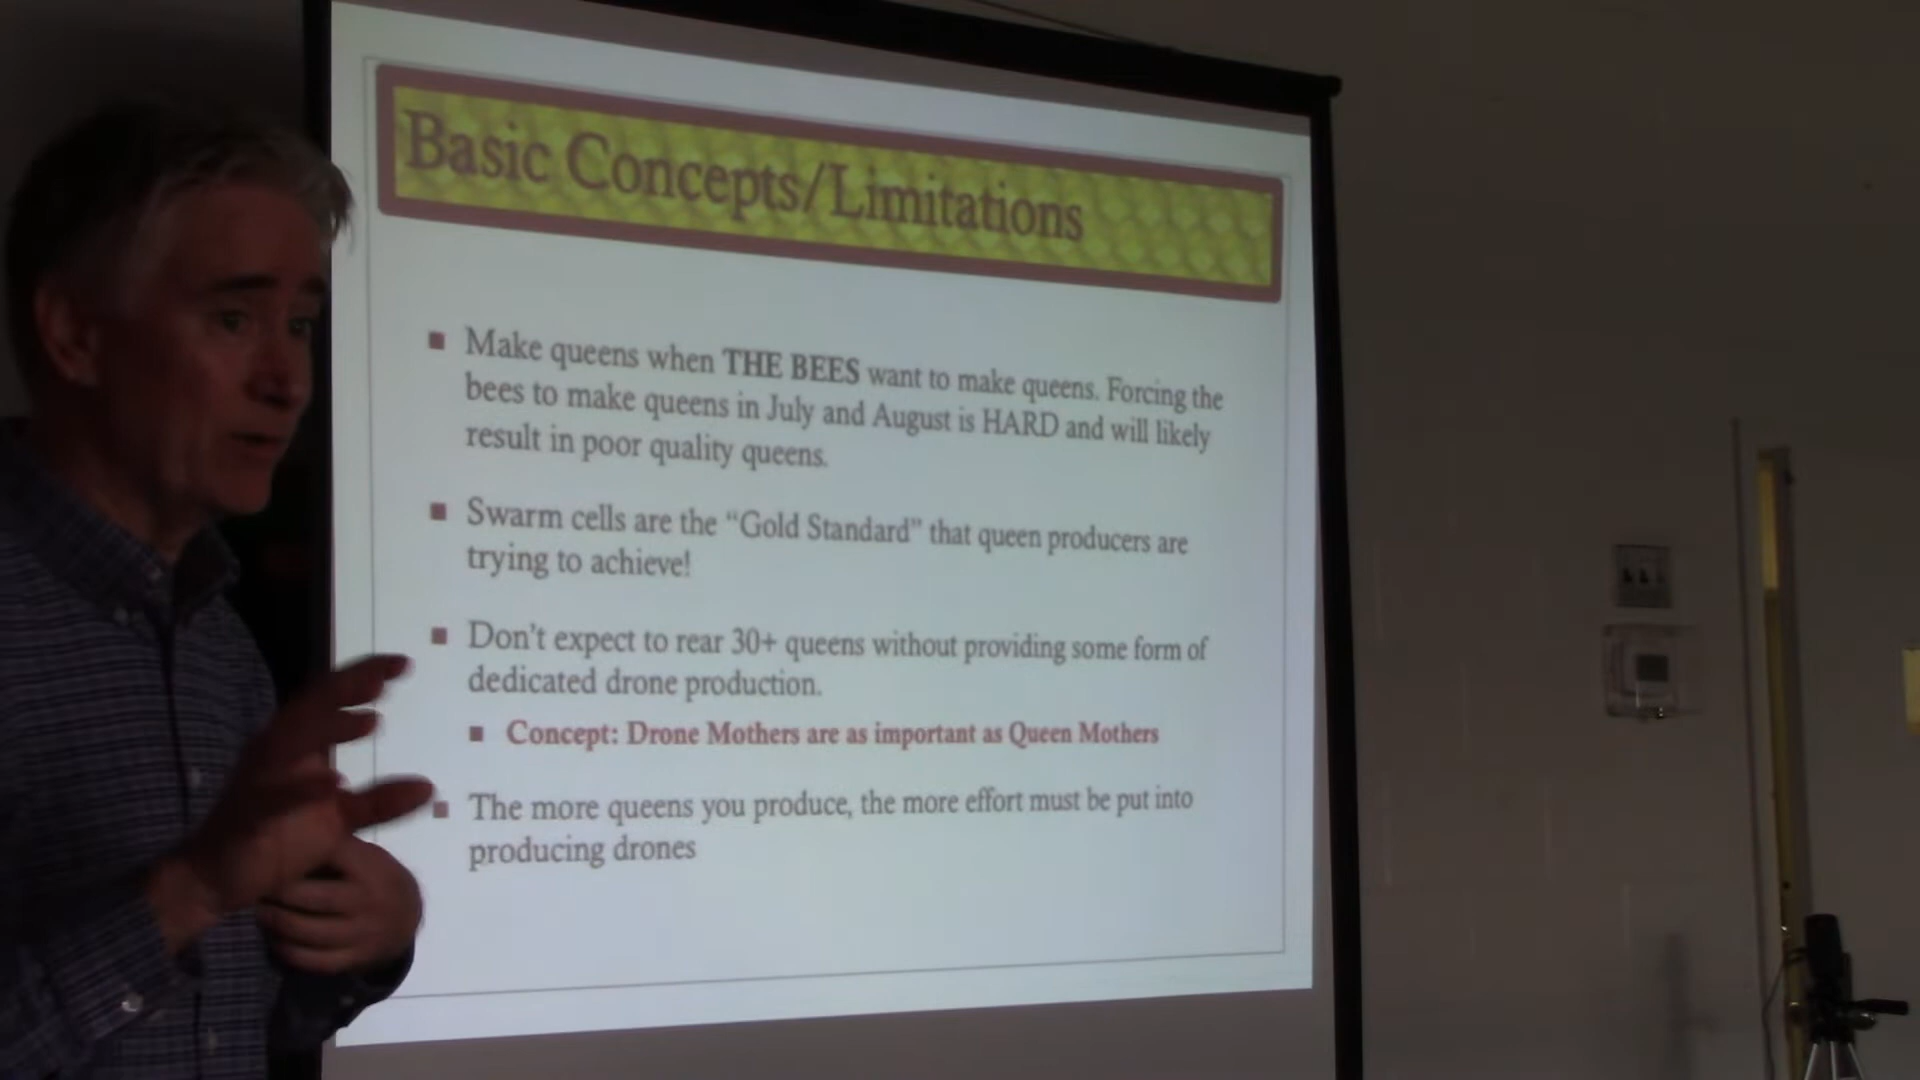 Basic Concepts/Limitations
■ Make queens when THE BEES want to make queens. Forcing the
bees to make queens in July and August is HARD and will likely
result in poor quality queens.
■ Swarm cells are the “Gold Standard” that queen producers are
trying to achieve!
■ Don’t expect to rear 30+ queens without providing some form of
dedicated drone production.
■ Concept: Drone Mothers are as important as Queen Mothers
■ The more queens you produce, the more effort must be put into
producing drones